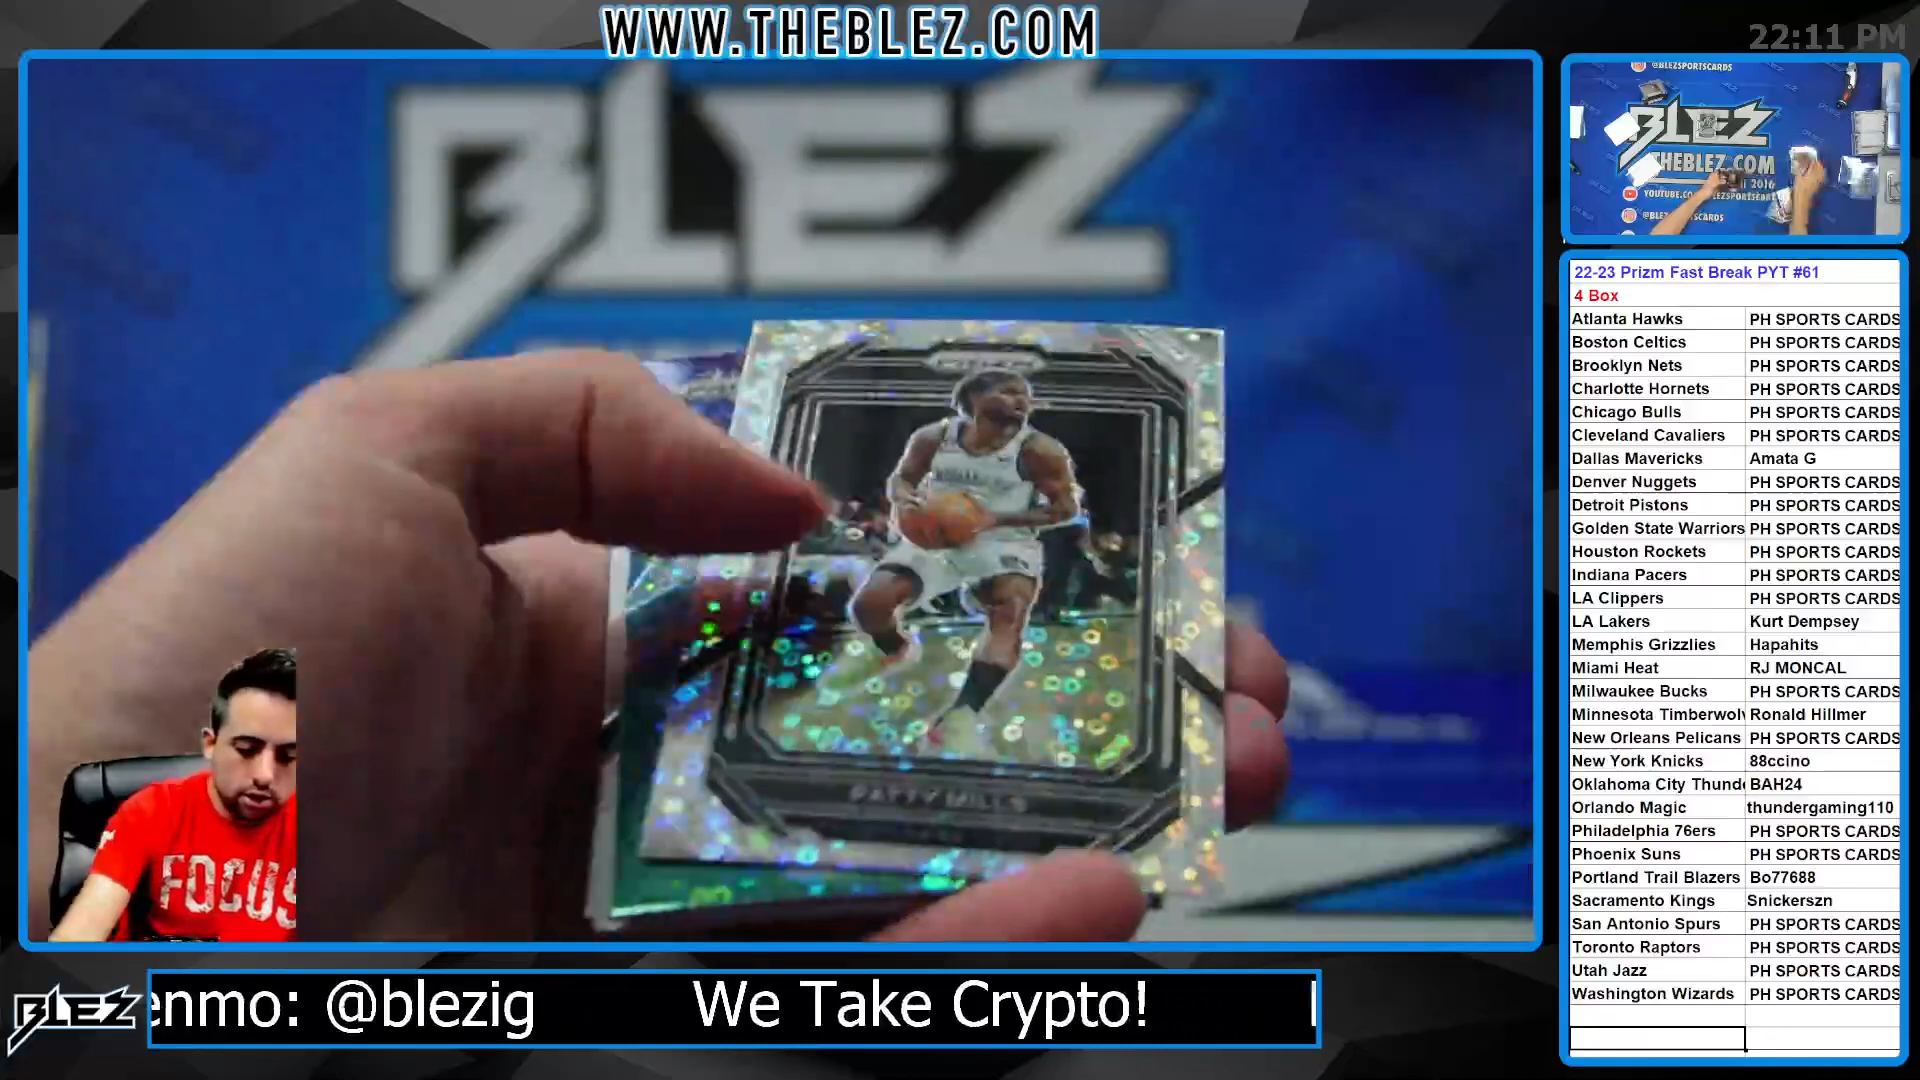 WWW.THEBLEZ.COM
22:11 PM
BLEZ
@BLEZSPORTSCARDS
BLEZ
THEBLEZ.COM
2016
PATTY MILLS
FOCUS
22-23 Prizm Fast Break PYT #61
4 Box
Atlanta Hawks PH SPORTS CARDS
Boston Celtics PH SPORTS CARDS
Brooklyn Nets PH SPORTS CARDS
Charlotte Hornets PH SPORTS CARDS
Chicago Bulls PH SPORTS CARDS
Cleveland Cavaliers PH SPORTS CARDS
Dallas Mavericks Amata G
Denver Nuggets PH SPORTS CARDS
Detroit Pistons PH SPORTS CARDS
Golden State Warriors PH SPORTS CARDS
Houston Rockets PH SPORTS CARDS
Indiana Pacers PH SPORTS CARDS
LA Clippers PH SPORTS CARDS
LA Lakers Kurt Dempsey
Memphis Grizzlies Hapahits
Miami Heat RJ MONCAL
Milwaukee Bucks PH SPORTS CARDS
Minnesota Timberwolv Ronald Hillmer
New Orleans Pelicans PH SPORTS CARDS
New York Knicks 88ccino
Oklahoma City Thunde BAH24
Orlando Magic thundergaming110
Philadelphia 76ers PH SPORTS CARDS
Phoenix Suns PH SPORTS CARDS
Portland Trail Blazers Bo77688
Sacramento Kings Snickerszn
San Antonio Spurs PH SPORTS CARDS
Toronto Raptors PH SPORTS CARDS
Utah Jazz PH SPORTS CARDS
Washington Wizards PH SPORTS CARDS
BLEZ
enmo: @blezig We Take Crypto!